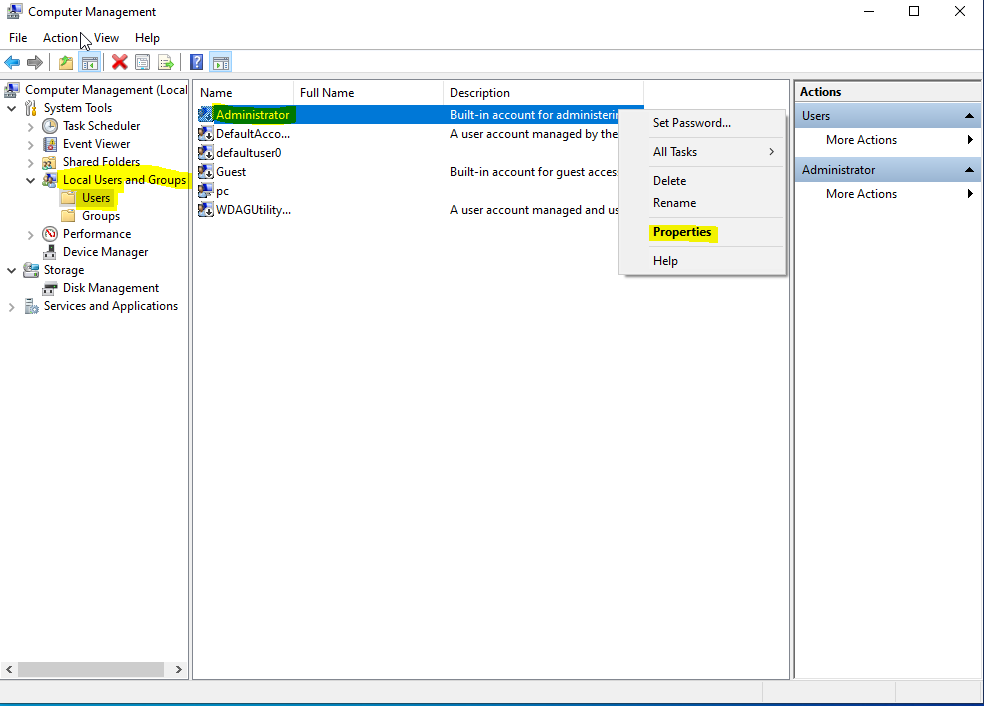 Computer Management
File Action View Help
Computer Management (Local
System Tools
Task Scheduler
Event Viewer
Shared Folders
Local Users and Groups
Users
Groups
Performance
Device Manager
Storage
Disk Management
Services and Applications
Name Full Name Description
Administrator Built-in account for administerin
DefaultAcco... A user account managed by the
defaultuser0
Guest Built-in account for guest acces
pc
WDAGUtility... A user account managed and us
Set Password...
All Tasks
Delete
Rename
Properties
Help
Actions
Users
More Actions
Administrator
More Actions